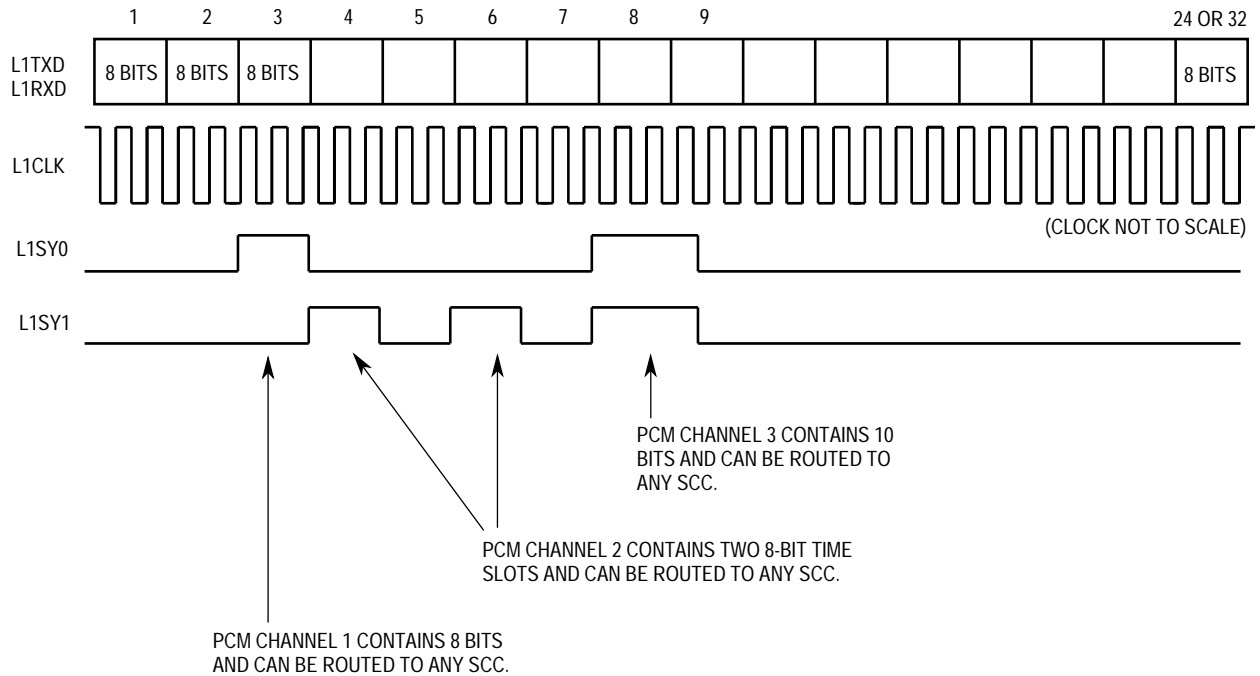 1 2 3 4 5 6 7 8 9 24 OR 32
L1TXD
L1RXD
8 BITS 8 BITS 8 BITS 8 BITS
L1CLK
(CLOCK NOT TO SCALE)
L1SY0
L1SY1
PCM CHANNEL 3 CONTAINS 10
BITS AND CAN BE ROUTED TO
ANY SCC.
PCM CHANNEL 2 CONTAINS TWO 8-BIT TIME
SLOTS AND CAN BE ROUTED TO ANY SCC.
PCM CHANNEL 1 CONTAINS 8 BITS
AND CAN BE ROUTED TO ANY SCC.